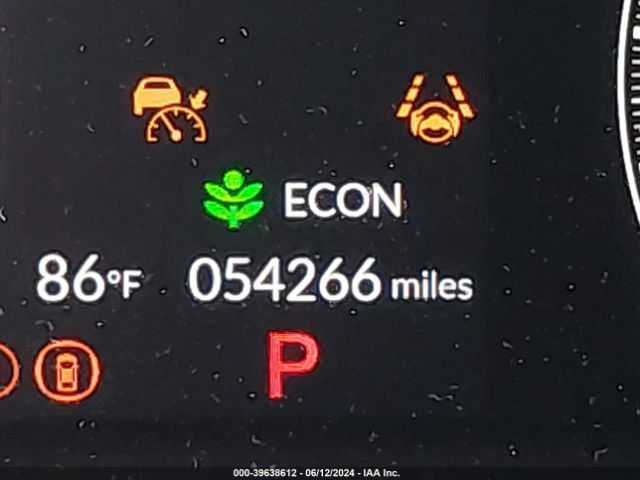 ECON
86°F 054266 miles
P
000-39638612 - 06/12/2024 - IAA Inc.